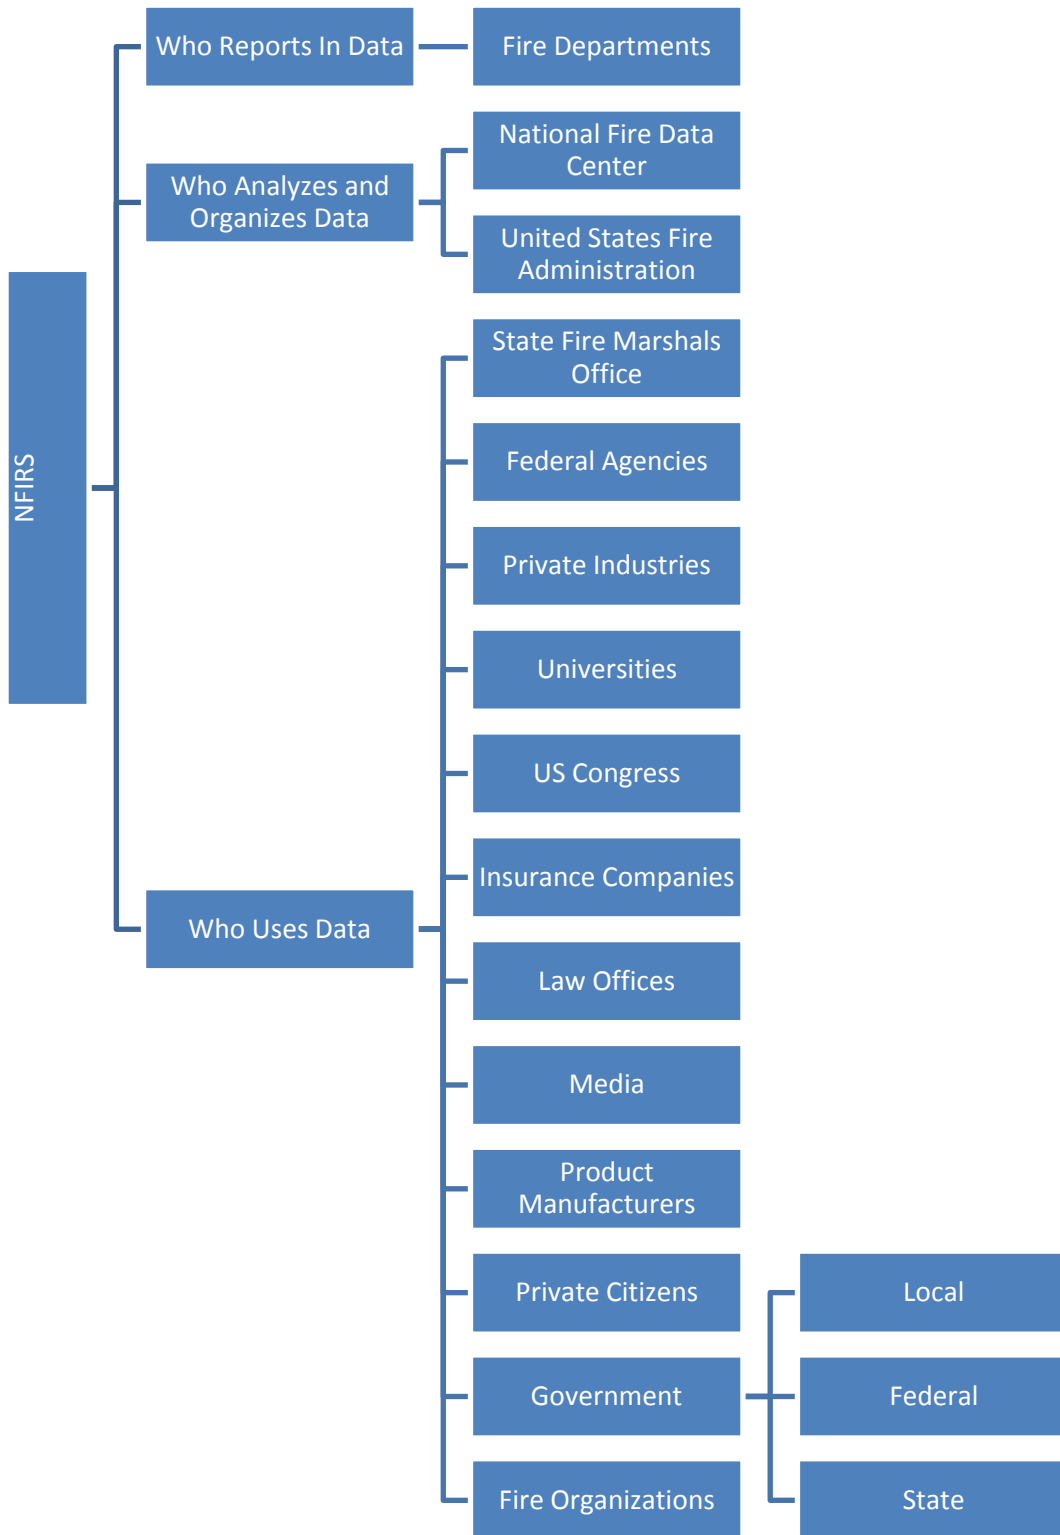 NFIRS
Who Reports In Data
Fire Departments
Who Analyzes and
Organizes Data
National Fire Data
Center
United States Fire
Administration
Who Uses Data
State Fire Marshals
Office
Federal Agencies
Private Industries
Universities
US Congress
Insurance Companies
Law Offices
Media
Product
Manufacturers
Private Citizens
Government
Local
Federal
State
Fire Organizations